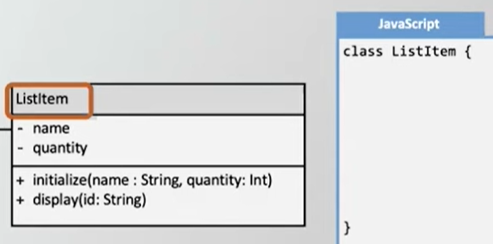 ListItem
- name
- quantity
+ initialize(name : String, quantity: Int)
+ display(id: String)
JavaScript
class ListItem {
}